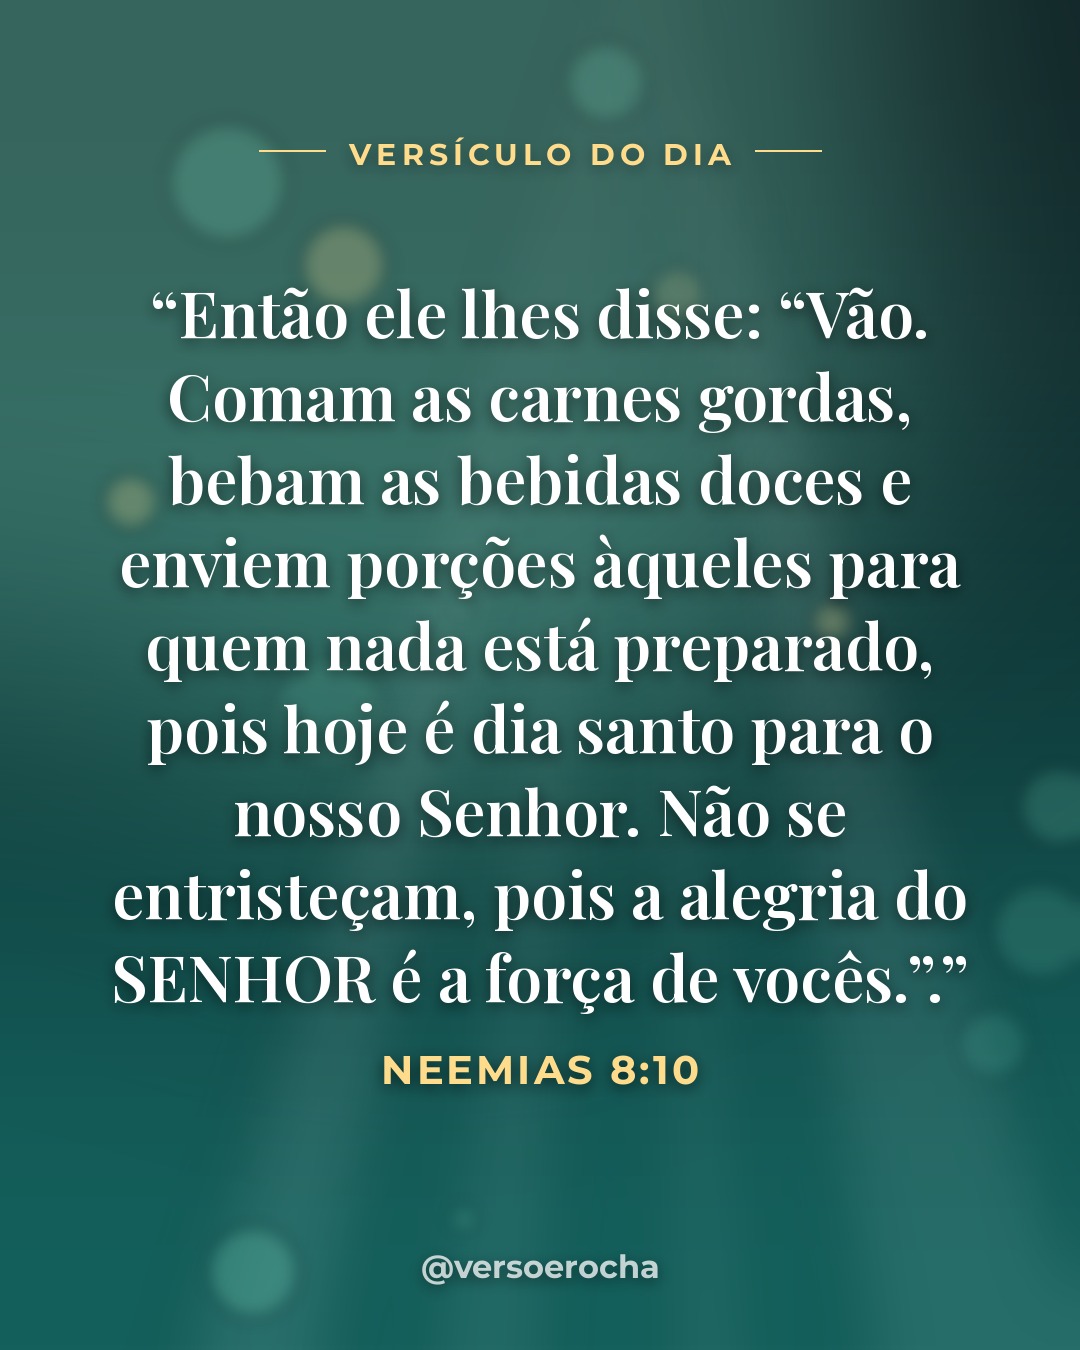 VERSÍCULO DO DIA
“Então ele lhes disse: “Vão.
Comam as carnes gordas,
bebam as bebidas doces e
enviem porções àqueles para
quem nada está preparado,
pois hoje é dia santo para o
nosso Senhor. Não se
entristeçam, pois a alegria do
SENHOR é a força de vocês.”.”
NEEMIAS 8:10
@versoerocha